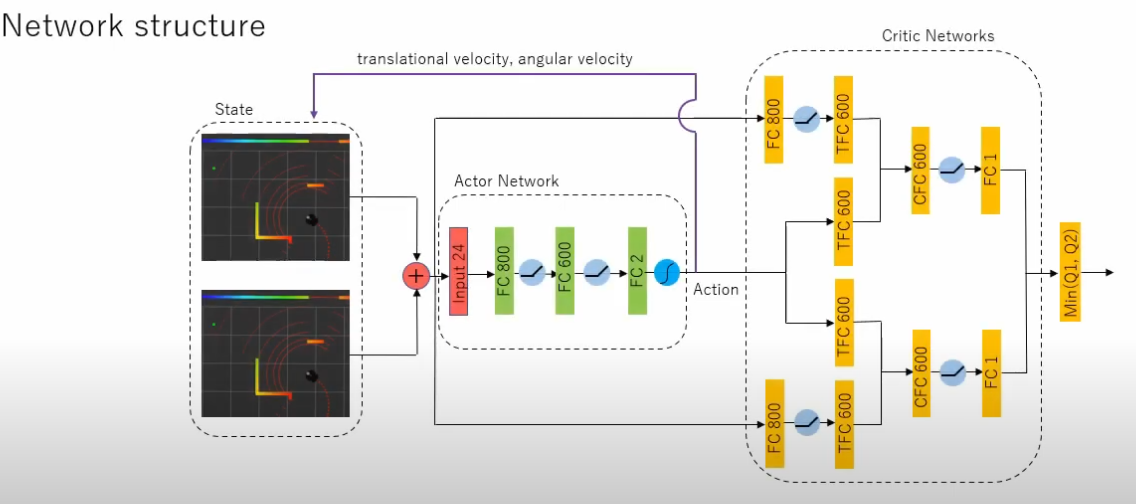 Network structure
Critic Networks
translational velocity, angular velocity
State
Actor Network
Input 24
FC 800
FC 600
FC 2
Action
FC 800
TFC 600
TFC 600
CFC 600
FC 1
TFC 600
FC 800
TFC 600
CFC 600
FC 1
Min(Q1, Q2)